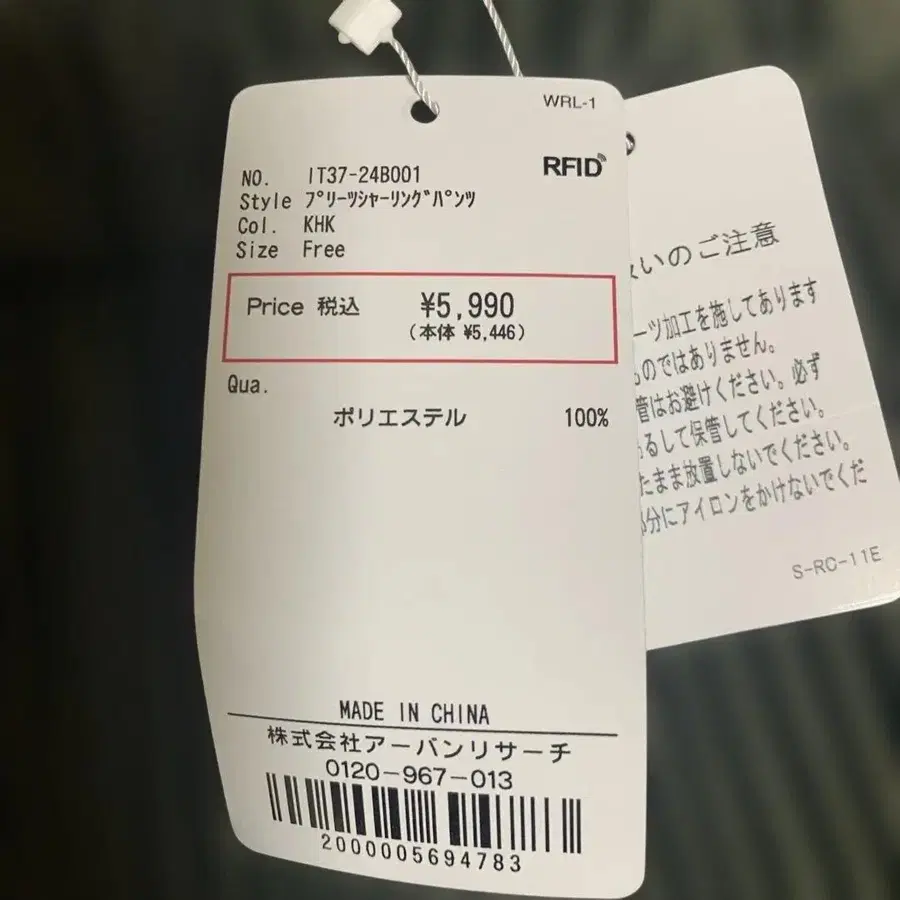 WRL-1
RFID
NO. IT37-24B001
Style ﾌﾟﾘｰﾂｼｬｰﾘﾝｸﾞﾊﾟﾝﾂ
Col. KHK
Size Free
Price 税込 ¥5,990
(本体 ¥5,446)
Qua.
ポリエステル 100%
MADE IN CHINA
株式会社アーバンリサーチ
0120-967-013
2000005694783
いのご注意
ーツ加工を施してあります
のではありません。
管はお避けください。必ず
るして保管してください。
たまま放置しないでください。
分にアイロンをかけないでくだ
S-RC-11E